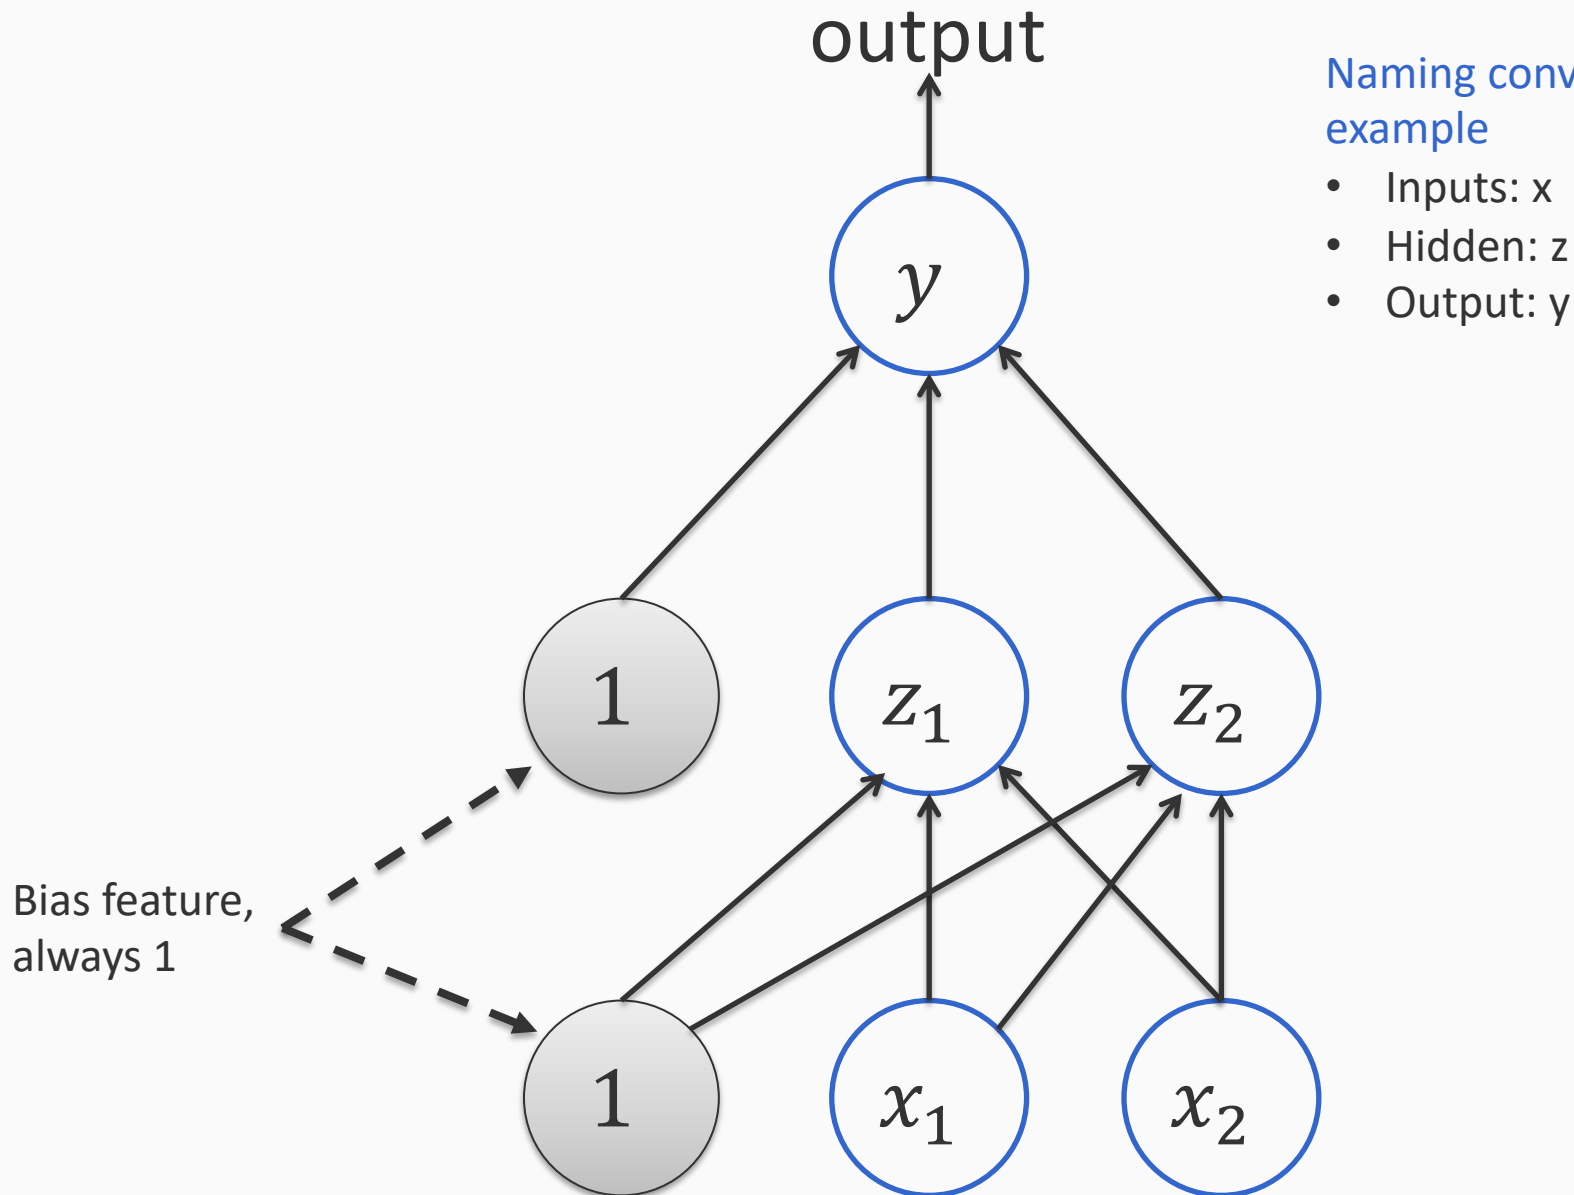 output
Naming conv
example
• Inputs: x
• Hidden: z
• Output: y
y
1
z₁
z₂
Bias feature,
always 1
1
x₁
x₂